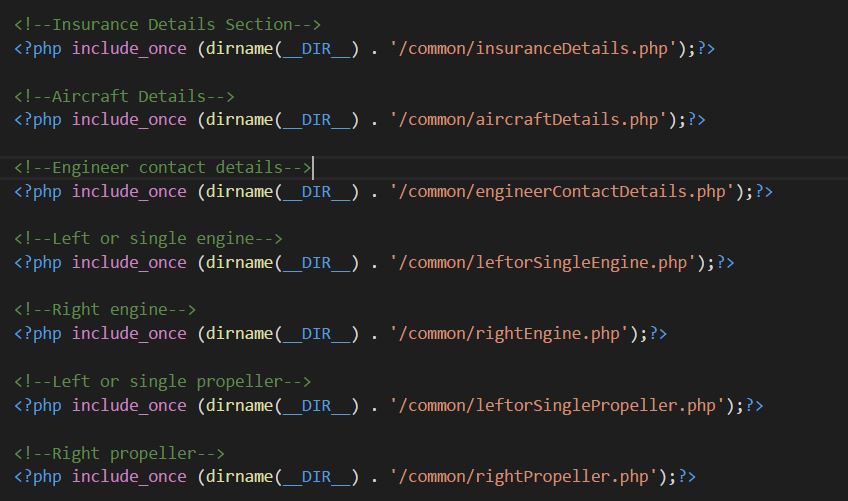 <!--Insurance Details Section-->
<?php include_once (dirname(__DIR__) . '/common/insuranceDetails.php');?>
<!--Aircraft Details-->
<?php include_once (dirname(__DIR__) . '/common/aircraftDetails.php');?>
<!--Engineer contact details-->
<?php include_once (dirname(__DIR__) . '/common/engineerContactDetails.php');?>
<!--Left or single engine-->
<?php include_once (dirname(__DIR__) . '/common/leftorSingleEngine.php');?>
<!--Right engine-->
<?php include_once (dirname(__DIR__) . '/common/rightEngine.php');?>
<!--Left or single propeller-->
<?php include_once (dirname(__DIR__) . '/common/leftorSinglePropeller.php');?>
<!--Right propeller-->
<?php include_once (dirname(__DIR__) . '/common/rightPropeller.php');?>